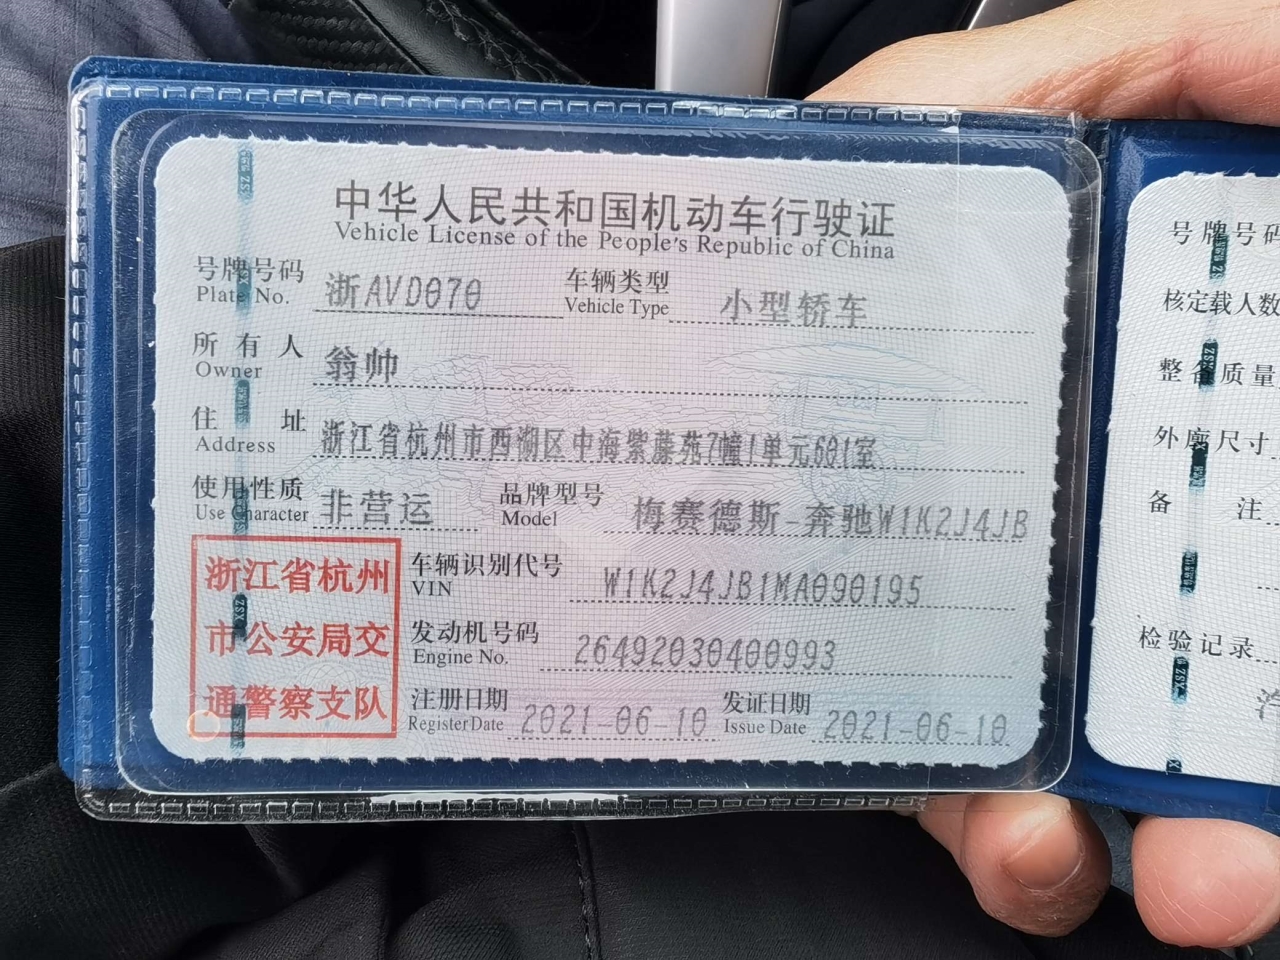 中华人民共和国机动车行驶证
Vehicle License of the People's Republic of China
号牌号码 浙AVD070 车辆类型 小型轿车
Plate No. Vehicle Type
所有人 翁帅
Owner
住址 浙江省杭州市西湖区中海紫藤苑7幢1单元601室
Address
使用性质 非营运 品牌型号 梅赛德斯-奔驰W1K2J4JB
Use Character Model
浙江省杭州
市公安局交
通警察支队
车辆识别代号 W1K2J4JB1MA090195
VIN
发动机号码 26492030400993
Engine No.
注册日期 2021-06-10 发证日期 2021-06-10
Register Date Issue Date
号牌号码
核定载人数
整备质量
外廓尺寸
备注
检验记录